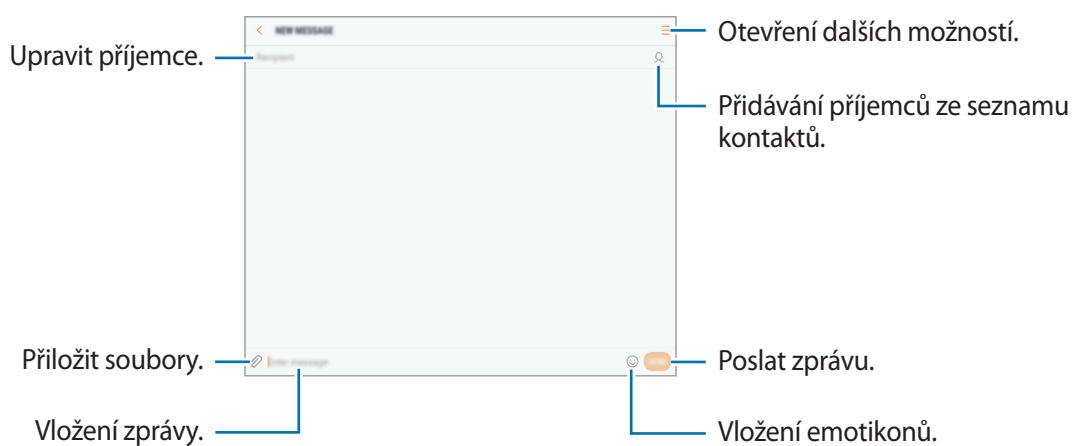 Otevření dalších možností.
NEW MESSAGE
Upravit příjemce.
Recipient
Přidávání příjemců ze seznamu
kontaktů.
Přiložit soubory.
Enter message
Poslat zprávu.
Vložení zprávy.
Vložení emotikonů.